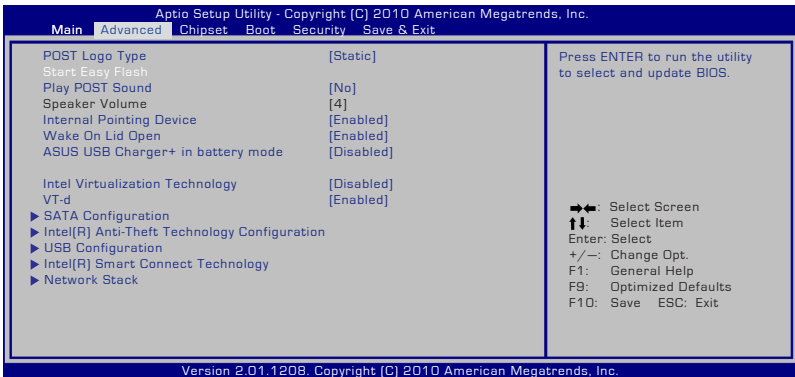 Aptio Setup Utility - Copyright (C) 2010 American Megatrends, Inc.
Main Advanced Chipset Boot Security Save & Exit
POST Logo Type [Static]
Start Easy Flash
Play POST Sound [No]
Speaker Volume [4]
Internal Pointing Device [Enabled]
Wake On Lid Open [Enabled]
ASUS USB Charger+ in battery mode [Disabled]
Intel Virtualization Technology [Disabled]
VT-d [Enabled]
▶ SATA Configuration
▶ Intel(R) Anti-Theft Technology Configuration
▶ USB Configuration
▶ Intel(R) Smart Connect Technology
▶ Network Stack
Press ENTER to run the utility
to select and update BIOS.
→←: Select Screen
↑↓: Select Item
Enter: Select
+/—: Change Opt.
F1: General Help
F9: Optimized Defaults
F10: Save ESC: Exit
Version 2.01.1208. Copyright (C) 2010 American Megatrends, Inc.